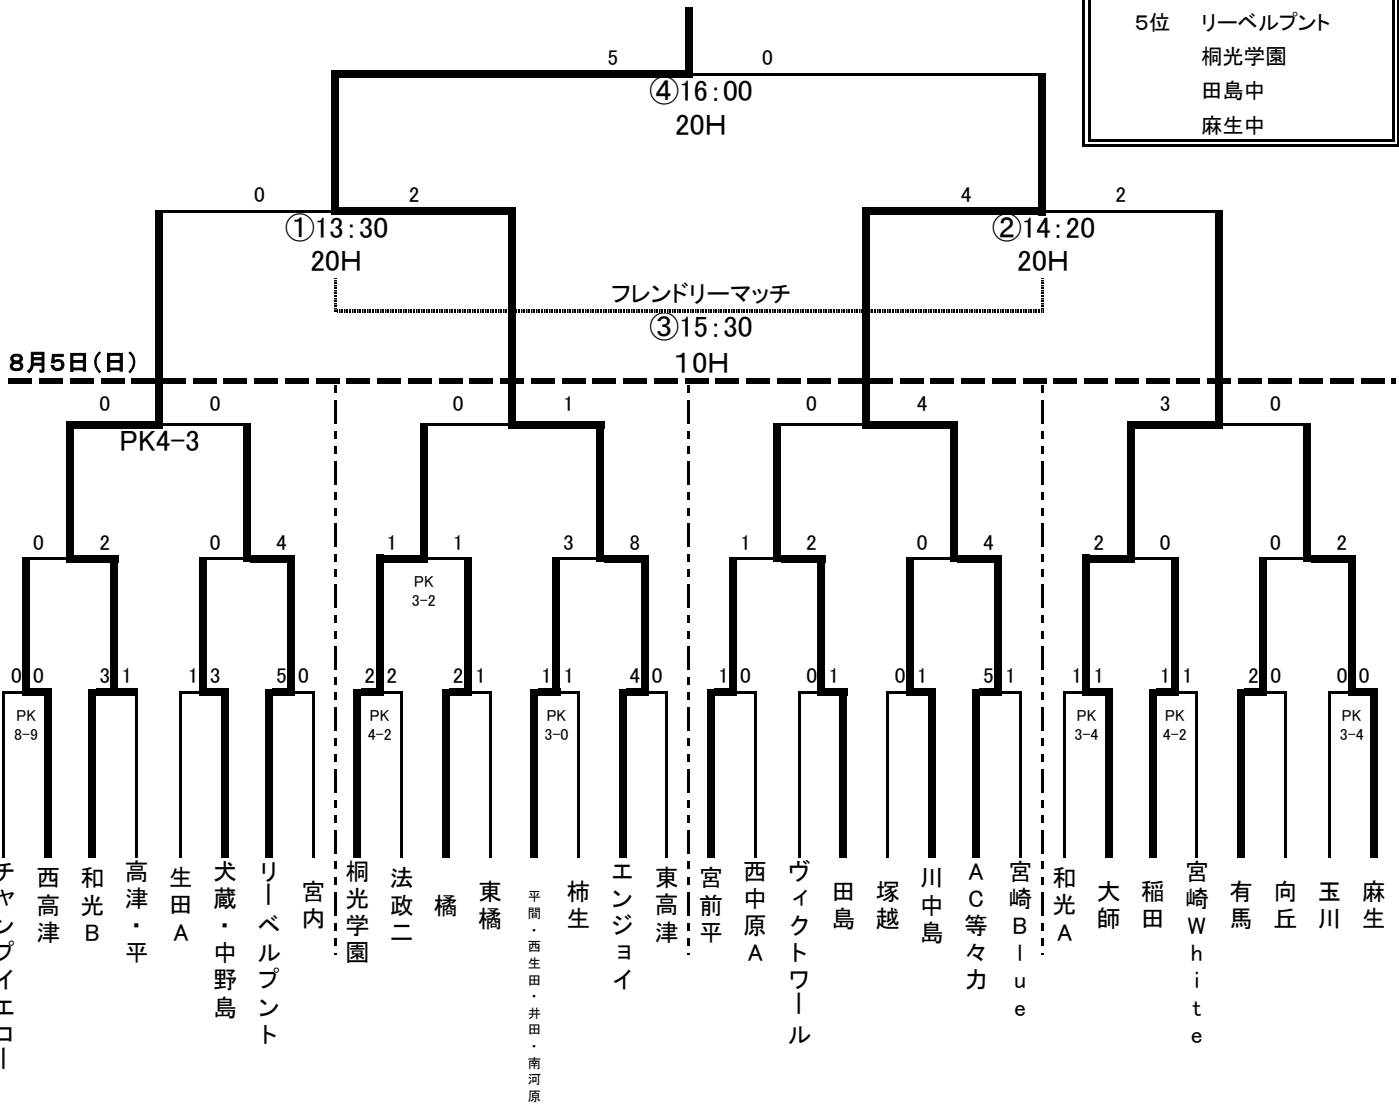 5位 リーベルプント
桐光学園
田島中
麻生中
5 0
④16:00
20H
0 2 4 2
①13:30 ②14:20
20H 20H
フレンドリーマッチ
③15:30
10H
8月5日(日)
0 0 0 1 0 4 3 0
PK4-3
0 2 0 4 1 1 3 8 1 2 0 4 2 0 0 2
PK
3-2
0 0 3 1 1 3 5 0 2 2 2 1 1 1 4 0 1 0 0 1 0 1 5 1 1 1 1 1 2 0 0 0
PK PK PK PK PK PK
8-9 4-2 3-0 3-4 4-2 3-4
チャンプイエロー
西高津
和光B
高津・平
生田A
犬蔵・中野島
リーベルプント
宮内
桐光学園
法政二
橘
東橘
平間・西生田・井田・南河原
柿生
エンジョイ
東高津
宮前平
西中原A
ヴィクトワール
田島
塚越
川中島
AC等々力
宮崎Blue
和光A
大師
稲田
宮崎White
有馬
向丘
玉川
麻生